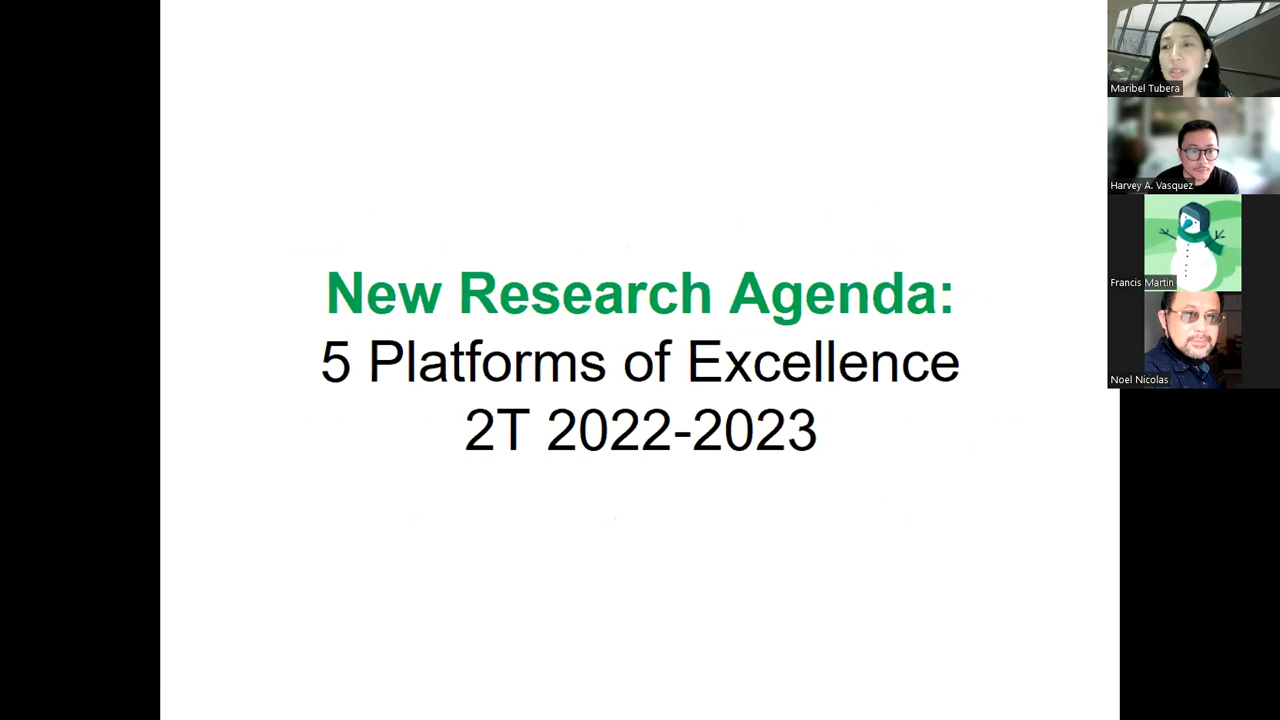 New Research Agenda:
5 Platforms of Excellence
2T 2022-2023
Maribel Tubera
Harvey A. Vasquez
Francis Martin
Noel Nicolas